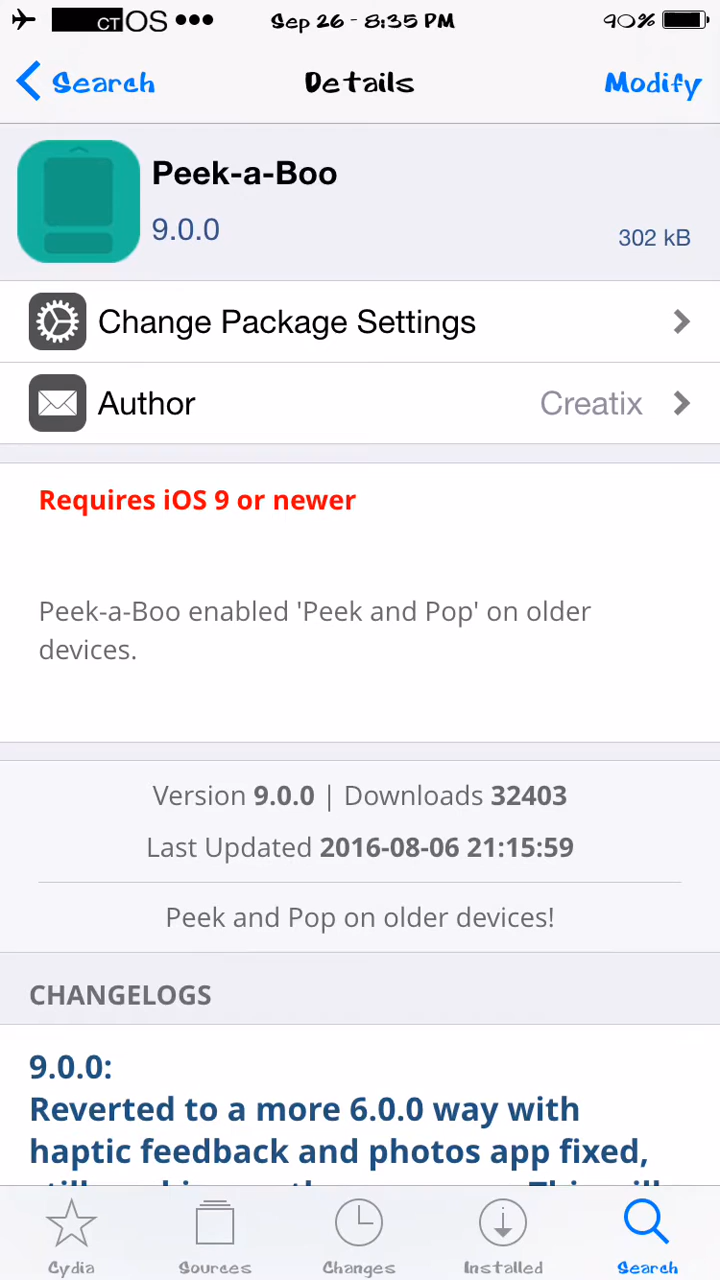 CT OS ••• Sep 26 - 8:35 PM 90%
Search Details Modify
Peek-a-Boo
9.0.0
302 kB
Change Package Settings
Author Creatix
Requires iOS 9 or newer
Peek-a-Boo enabled 'Peek and Pop' on older
devices.
Version 9.0.0 | Downloads 32403
Last Updated 2016-08-06 21:15:59
Peek and Pop on older devices!
CHANGELOGS
9.0.0:
Reverted to a more 6.0.0 way with
haptic feedback and photos app fixed,
Cydia Sources Changes Installed Search